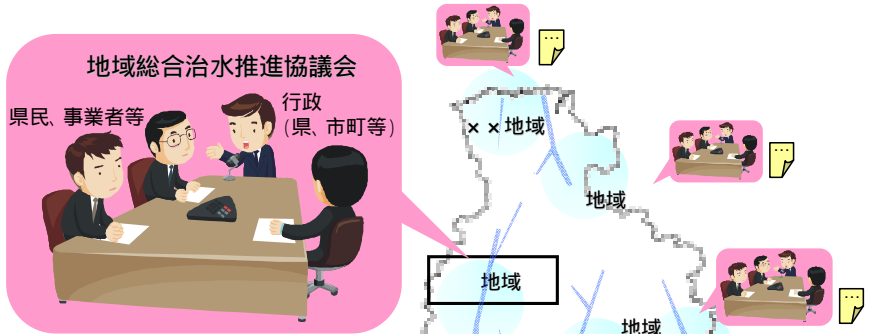 地域総合治水推進協議会
県民、事業者等
行政
(県、市町等)
××地域
地域
地域
地域